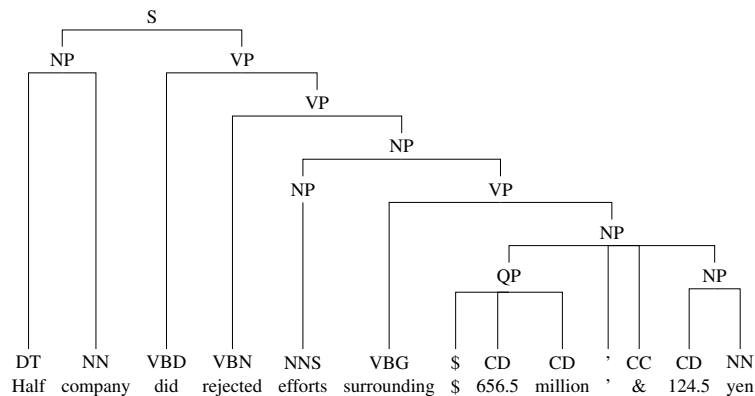 S
NP VP
VP
NP
NP VP
NP
QP NP
DT NN VBD VBN NNS VBG $ CD CD ’ CC CD NN
Half company did rejected efforts surrounding $ 656.5 million ’ & 124.5 yen